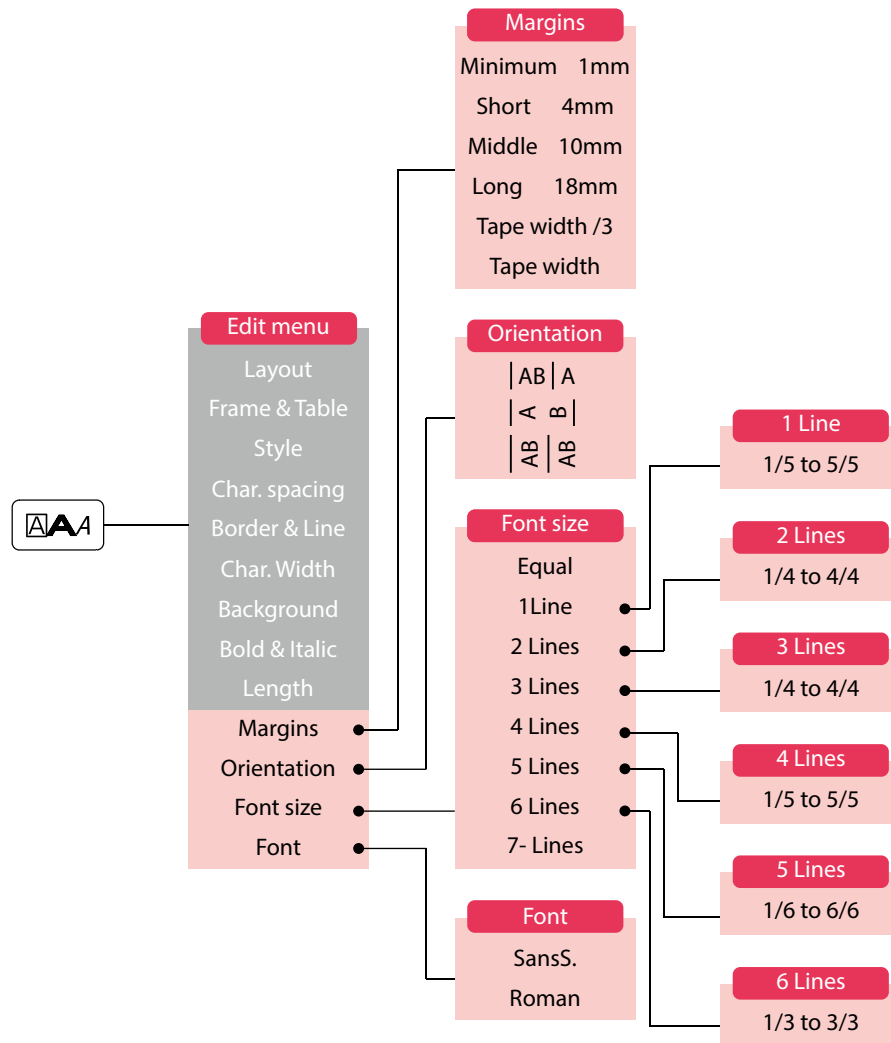 AAA
Edit menu
Layout
Frame & Table
Style
Char. spacing
Border & Line
Char. Width
Background
Bold & Italic
Length
Margins
Orientation
Font size
Font
Margins
Minimum 1mm
Short 4mm
Middle 10mm
Long 18mm
Tape width /3
Tape width
Orientation
|AB|A
|A B|
|AB|AB
Font size
Equal
1Line
2 Lines
3 Lines
4 Lines
5 Lines
6 Lines
7- Lines
Font
SansS.
Roman
1 Line
1/5 to 5/5
2 Lines
1/4 to 4/4
3 Lines
1/4 to 4/4
4 Lines
1/5 to 5/5
5 Lines
1/6 to 6/6
6 Lines
1/3 to 3/3